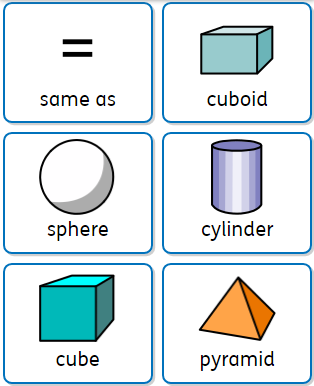 =
same as
cuboid
sphere
cylinder
cube
pyramid